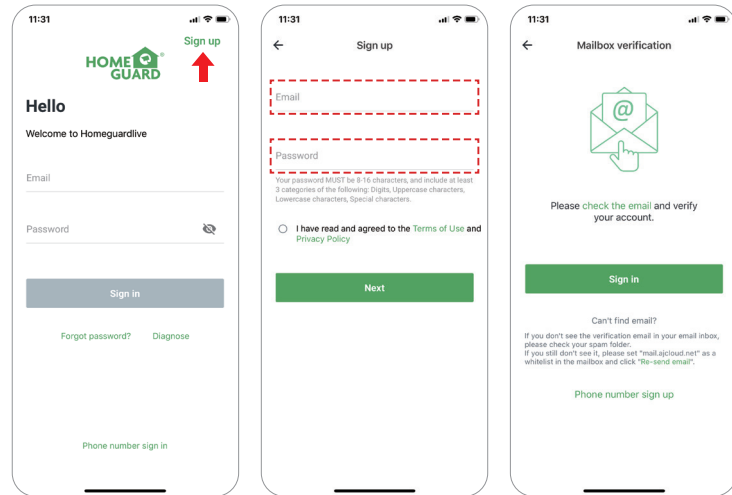 11:31
Sign up
HOME
GUARD
Hello
Welcome to Homeguardlive
Email
Password
Sign in
Forgot password?
Diagnose
Phone number sign in
11:31
Sign up
Email
Password
Your password MUST be 8-16 characters, and include at least
3 categories of the following: Digits, Uppercase characters,
Lowercase characters, Special characters.
I have read and agreed to the Terms of Use and
Privacy Policy
Next
11:31
Mailbox verification
@
Please check the email and verify
your account.
Sign in
Can't find email?
If you don't see the verification email in your email inbox,
please check your spam folder.
If you still don't see it, please set "mail.ajcloud.net" as a
whitelist in the mailbox and click "Re-send email".
Phone number sign up